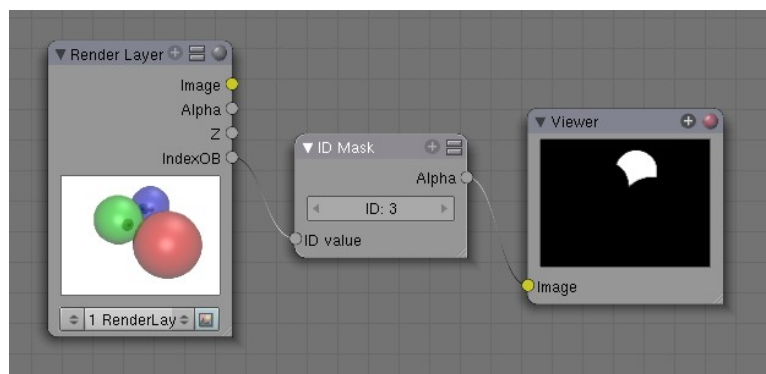 Render Layer
Image
Alpha
Z
IndexOB
1 RenderLay
ID Mask
Alpha
ID: 3
ID value
Viewer
Image